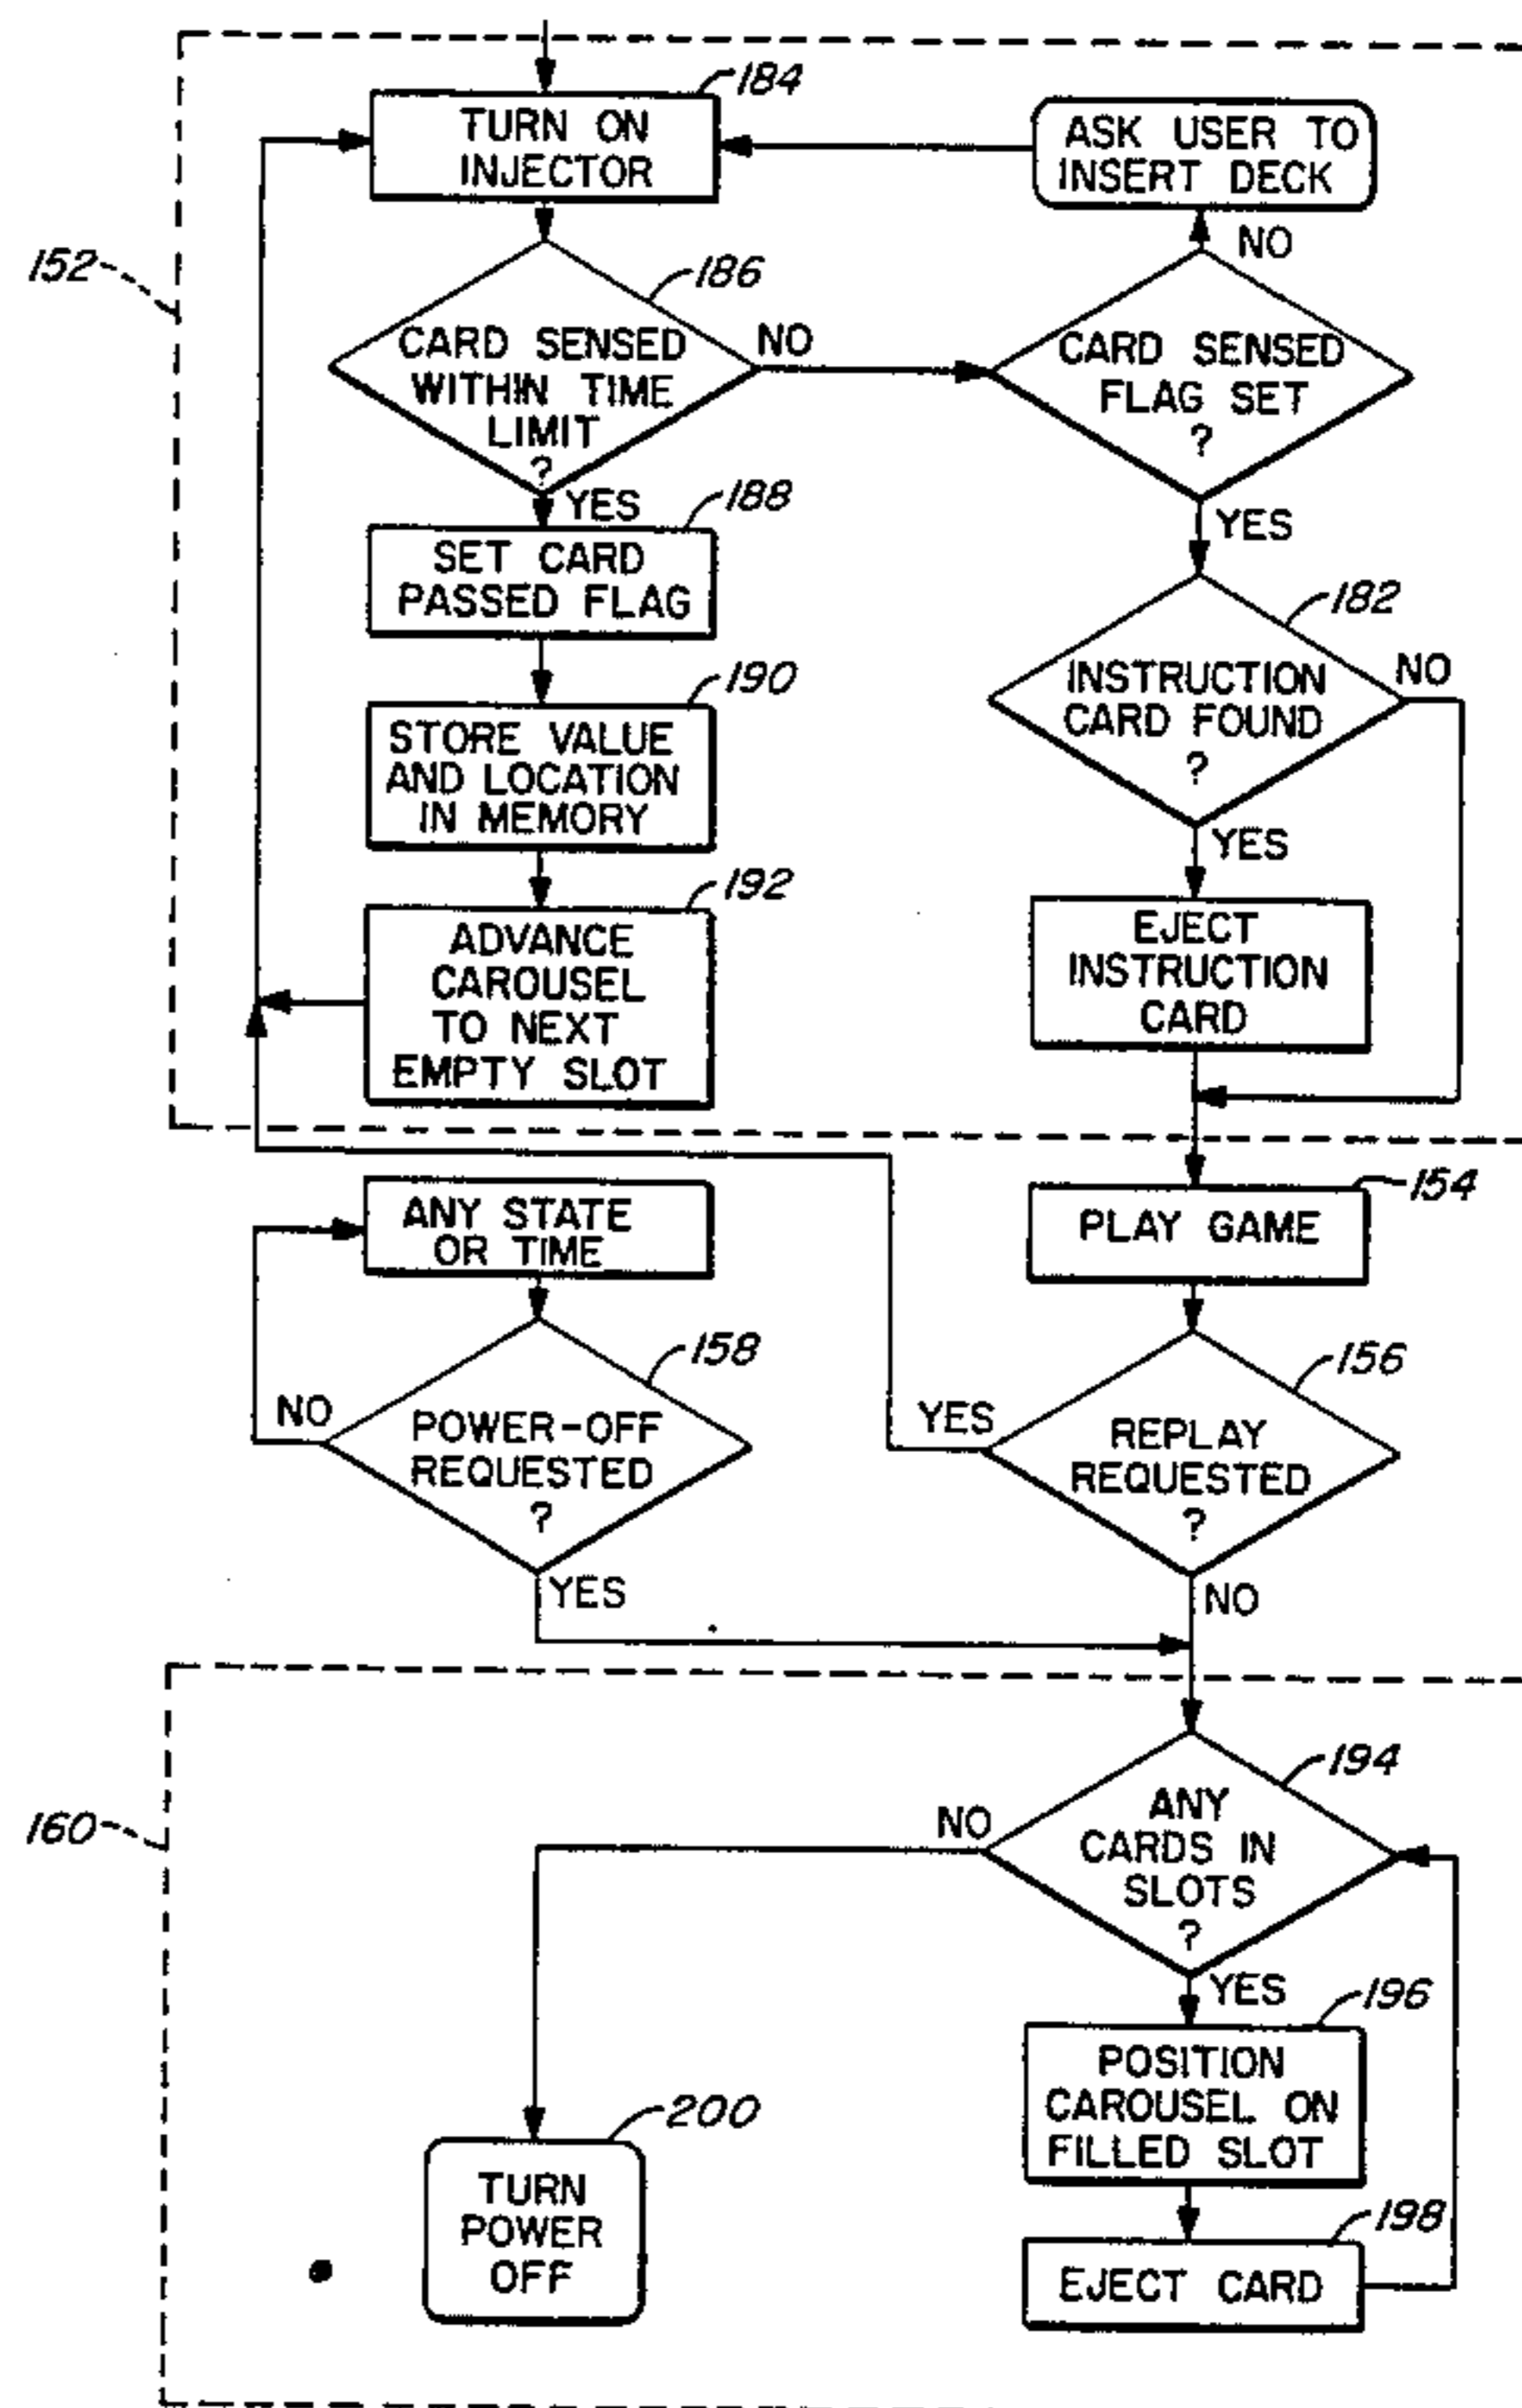 184
TURN ON
INJECTOR
ASK USER TO
INSERT DECK
NO
152
186
CARD SENSED
WITHIN TIME
LIMIT
?
NO
CARD SENSED
FLAG SET
?
YES
188
YES
SET CARD
PASSED FLAG
182
INSTRUCTION
CARD FOUND
?
NO
190
STORE VALUE
AND LOCATION
IN MEMORY
YES
192
ADVANCE
CAROUSEL
TO NEXT
EMPTY SLOT
EJECT
INSTRUCTION
CARD
154
ANY STATE
OR TIME
PLAY GAME
158
156
NO
POWER-OFF
REQUESTED
?
YES
YES
REPLAY
REQUESTED
?
NO
194
160
NO
ANY
CARDS IN
SLOTS
?
YES
196
POSITION
CAROUSEL ON
FILLED SLOT
200
TURN
POWER
OFF
198
EJECT CARD